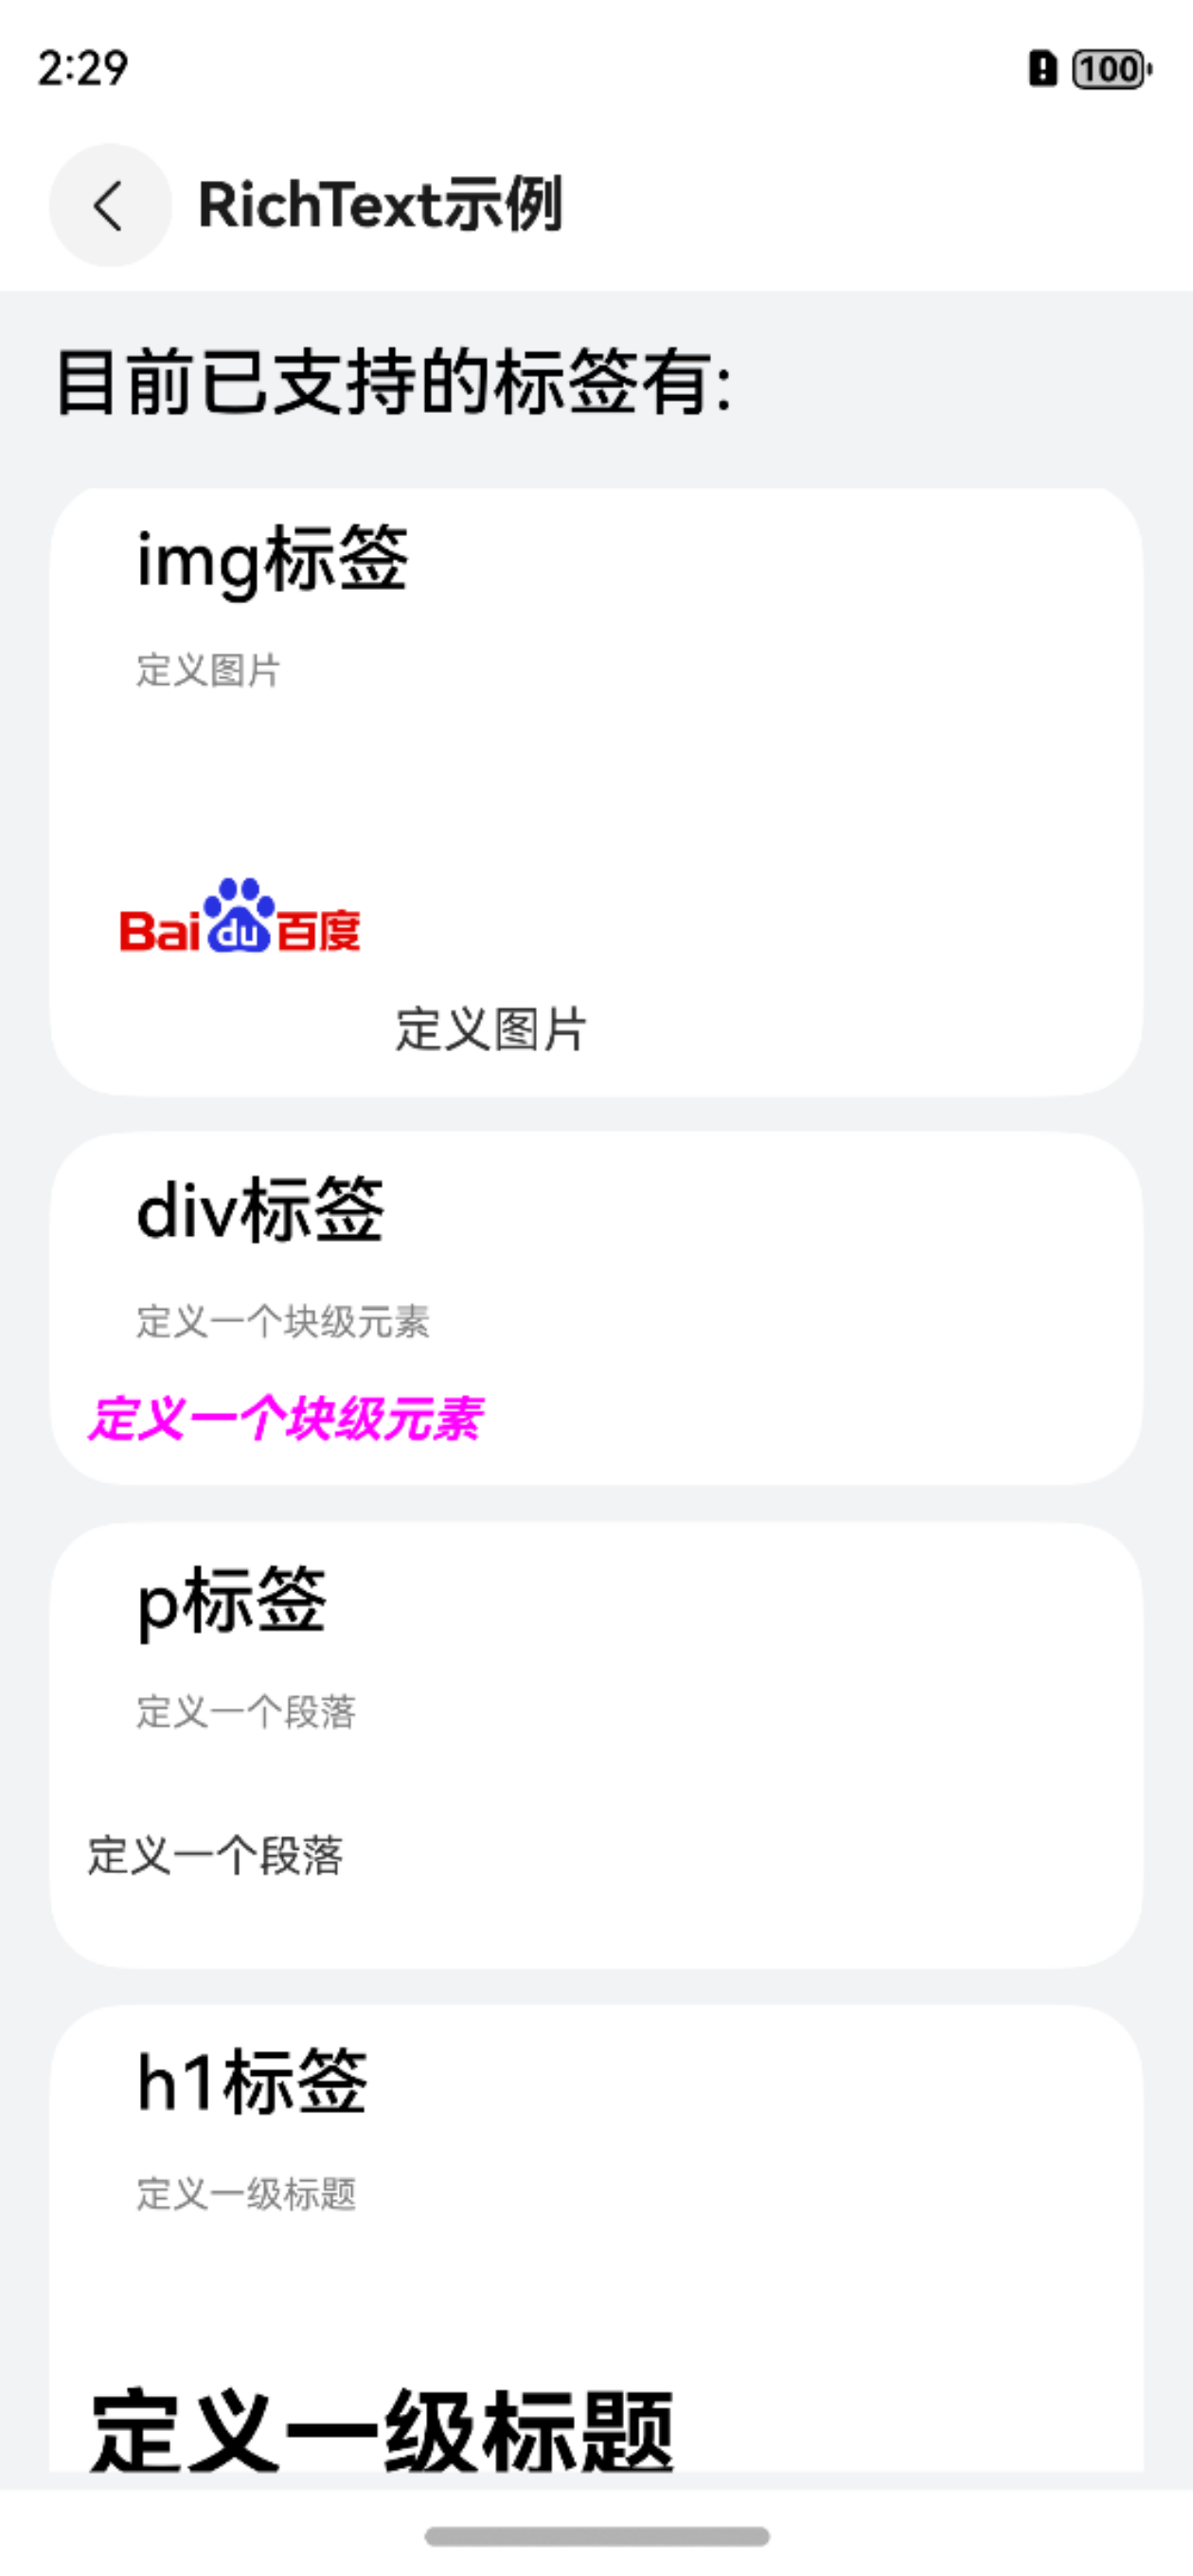 2:29
100
RichText示例
目前已支持的标签有:
img标签
定义图片
Bai du 百度
定义图片
div标签
定义一个块级元素
定义一个块级元素
p标签
定义一个段落
定义一个段落
h1标签
定义一级标题
定义一级标题